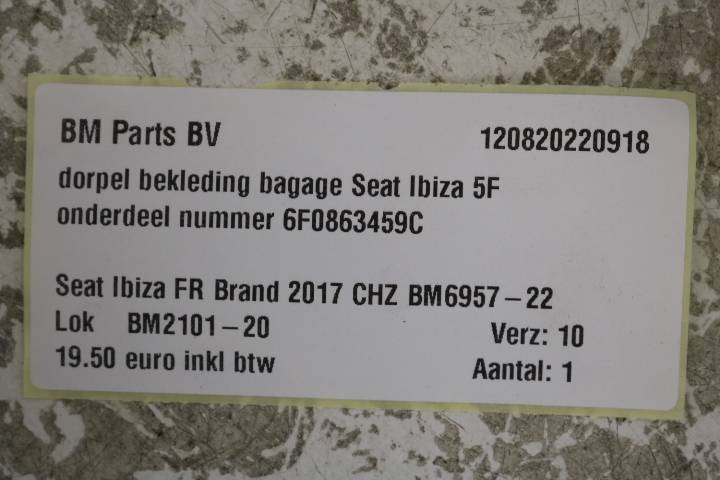 BM Parts BV 120820220918
dorpel bekleding bagage Seat Ibiza 5F
onderdeel nummer 6F0863459C
Seat Ibiza FR Brand 2017 CHZ BM6957-22
Lok BM2101-20 Verz: 10
19.50 euro inkl btw Aantal: 1